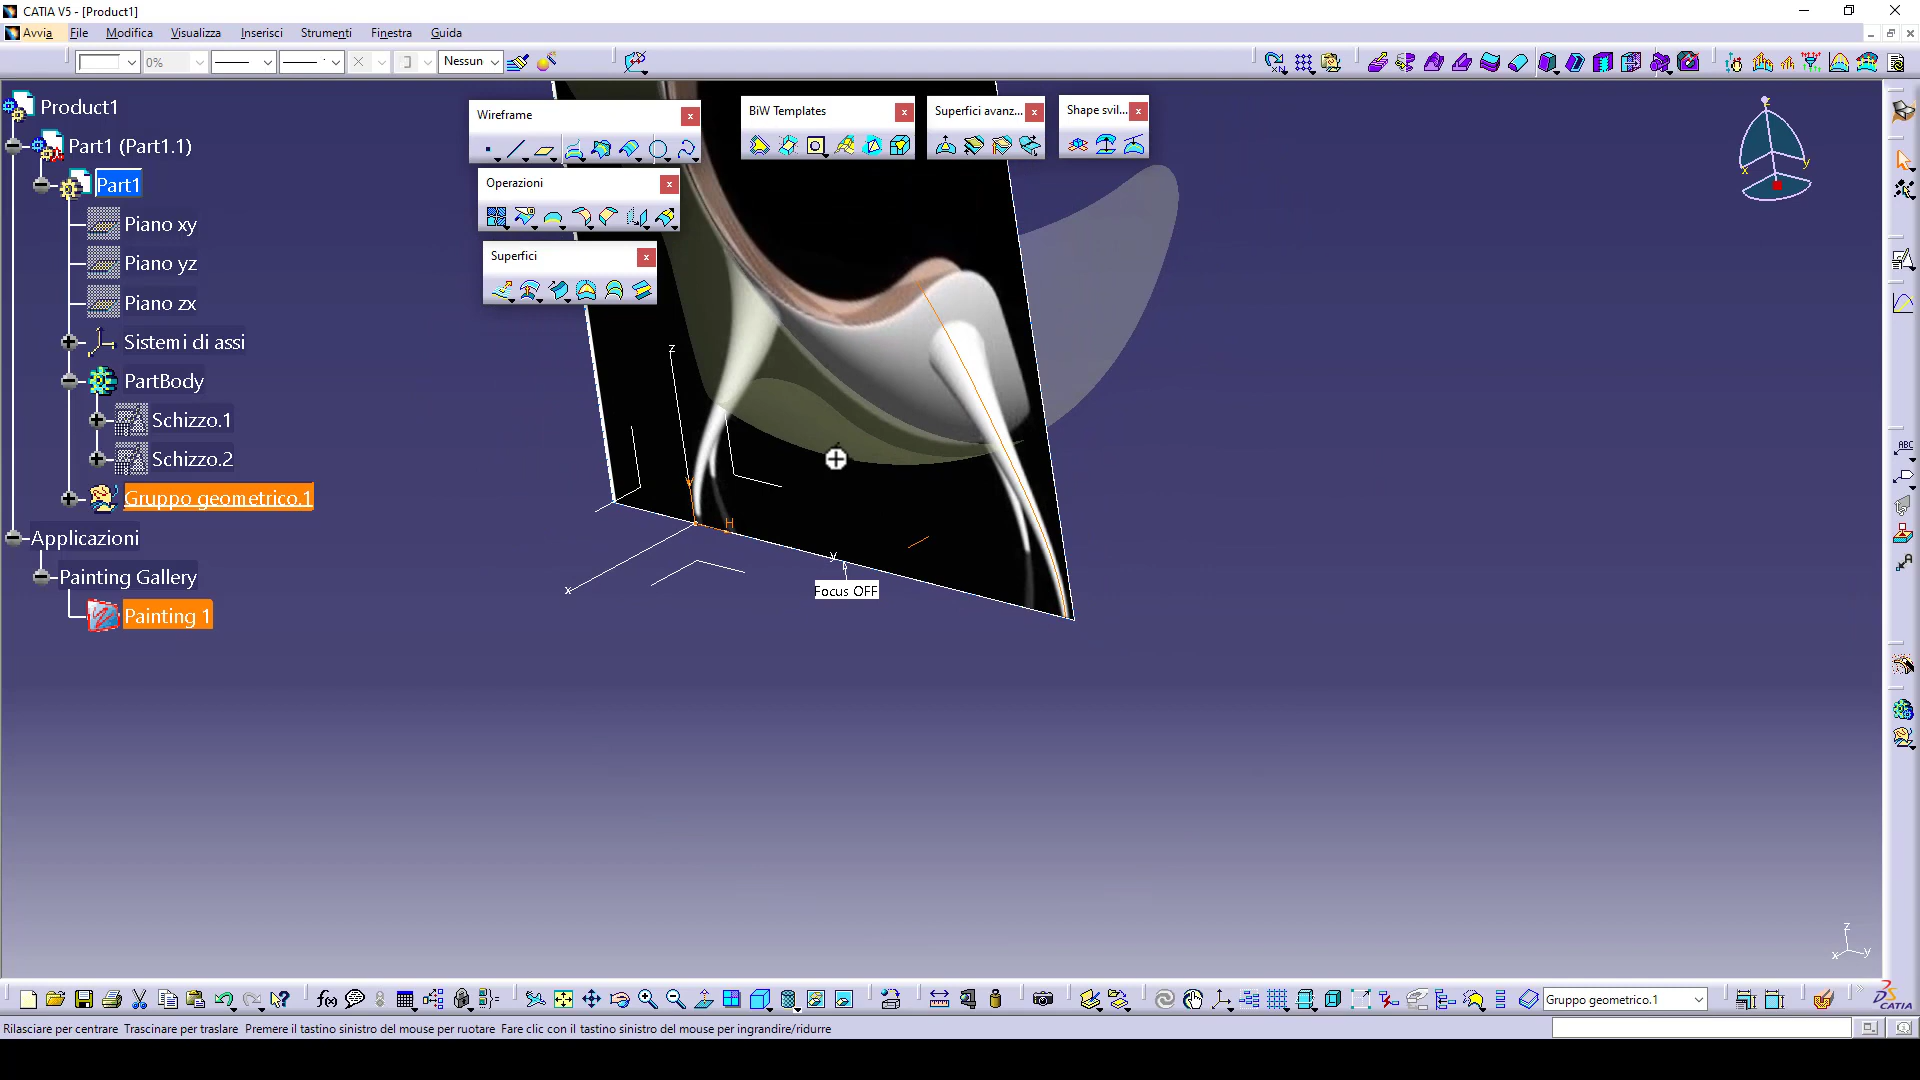 CATIA V5 - [Product1]
Avvia File Modifica Visualizza Inserisci Strumenti Finestra Guida
0% Nessun
Product1
Part1 (Part1.1)
Part1
Piano xy
Piano yz
Piano zx
Sistemi di assi
PartBody
Schizzo.1
Schizzo.2
Gruppo geometrico.1
Applicazioni
Painting Gallery
Painting 1
Wireframe
Operazioni
Superfici
BiW Templates
Superfici avanz...
Shape svil...
z
H
y
x
Focus OFF
z
x
y
z
x
y
ABC
f(x)
Gruppo geometrico.1
CATIA
Rilasciare per centrare Trascinare per traslare Premere il tastino sinistro del mouse per ruotare Fare clic con il tastino sinistro del mouse per ingrandire/ridurre